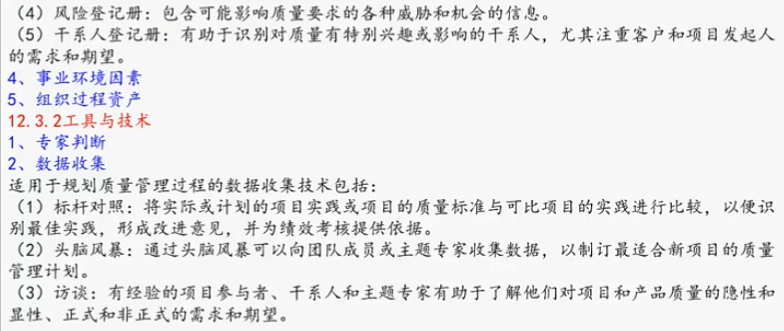 （4）风险登记册：包含可能影响质量要求的各种威胁和机会的信息。
（5）干系人登记册：有助于识别对质量有特别兴趣或影响的干系人，尤其注重客户和项目发起人
的需求和期望。
4、事业环境因素
5、组织过程资产
12.3.2工具与技术
1、专家判断
2、数据收集
适用于规划质量管理过程的数据收集技术包括：
（1）标杆对照：将实际或计划的项目实践或项目的质量标准与可比项目的实践进行比较，以便识
别最佳实践，形成改进意见，并为绩效考核提供依据。
（2）头脑风暴：通过头脑风暴可以向团队成员或主题专家收集数据，以制订最适合新项目的质量
管理计划。
（3）访谈：有经验的项目参与者、干系人和主题专家有助于了解他们对项目和产品质量的隐性和
显性、正式和非正式的需求和期望。